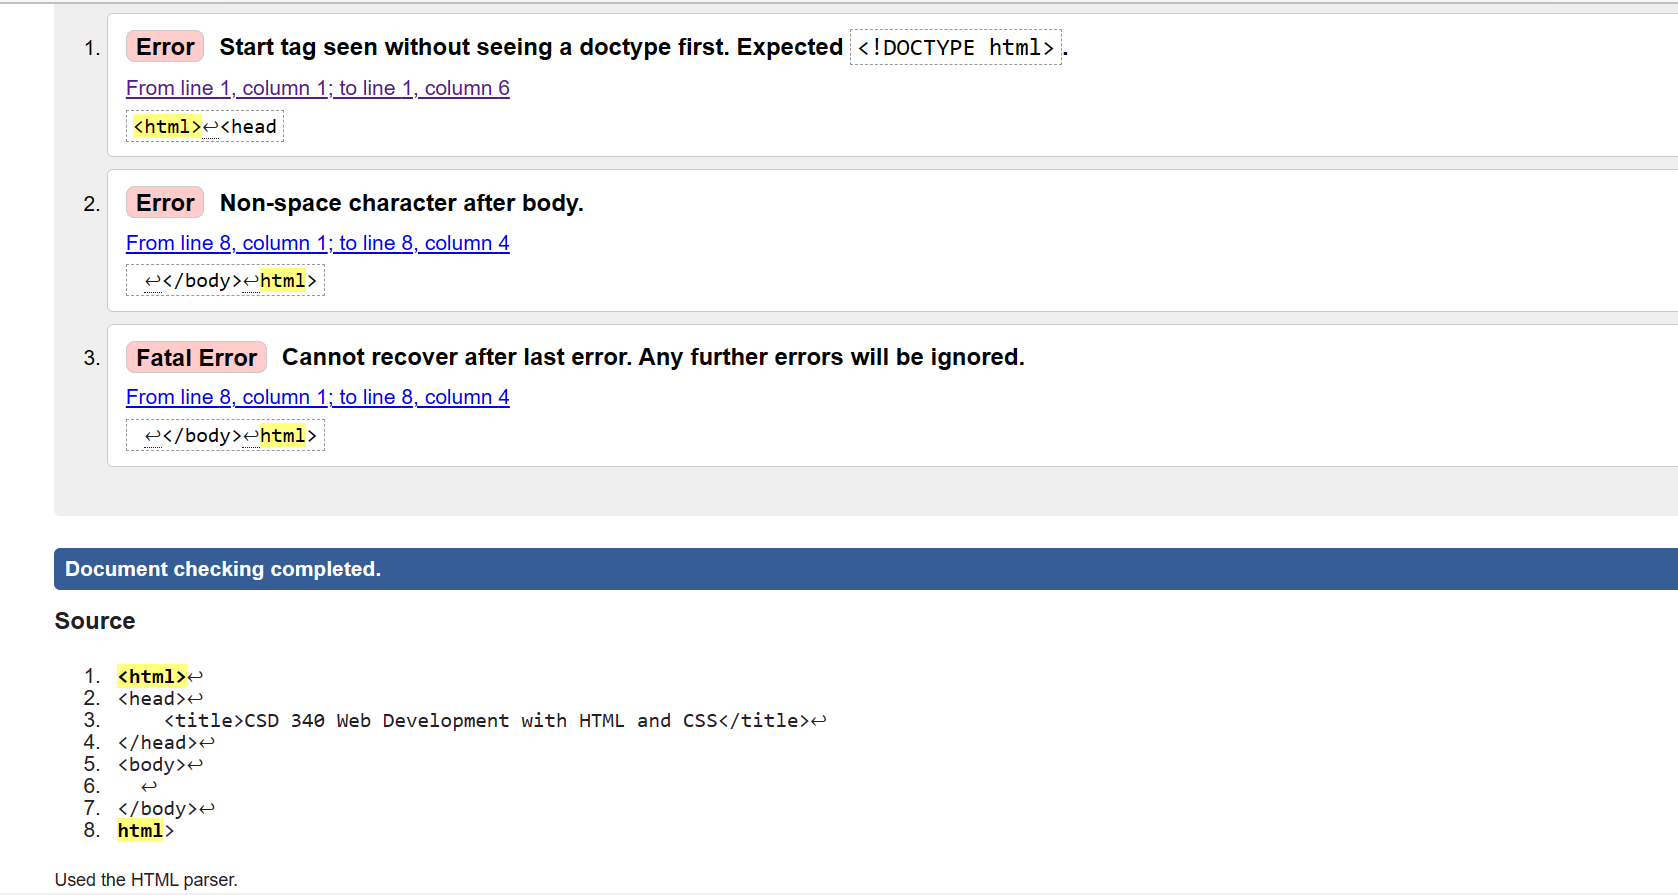 1. Error Start tag seen without seeing a doctype first. Expected <!DOCTYPE html>.
From line 1, column 1; to line 1, column 6
<html>↩<head
2. Error Non-space character after body.
From line 8, column 1; to line 8, column 4
↩</body>↩html>
3. Fatal Error Cannot recover after last error. Any further errors will be ignored.
From line 8, column 1; to line 8, column 4
↩</body>↩html>
Document checking completed.
Source
1. <html>↩
2. <head>↩
3.     <title>CSD 340 Web Development with HTML and CSS</title>↩
4. </head>↩
5. <body>↩
6.   ↩
7. </body>↩
8. html>
Used the HTML parser.